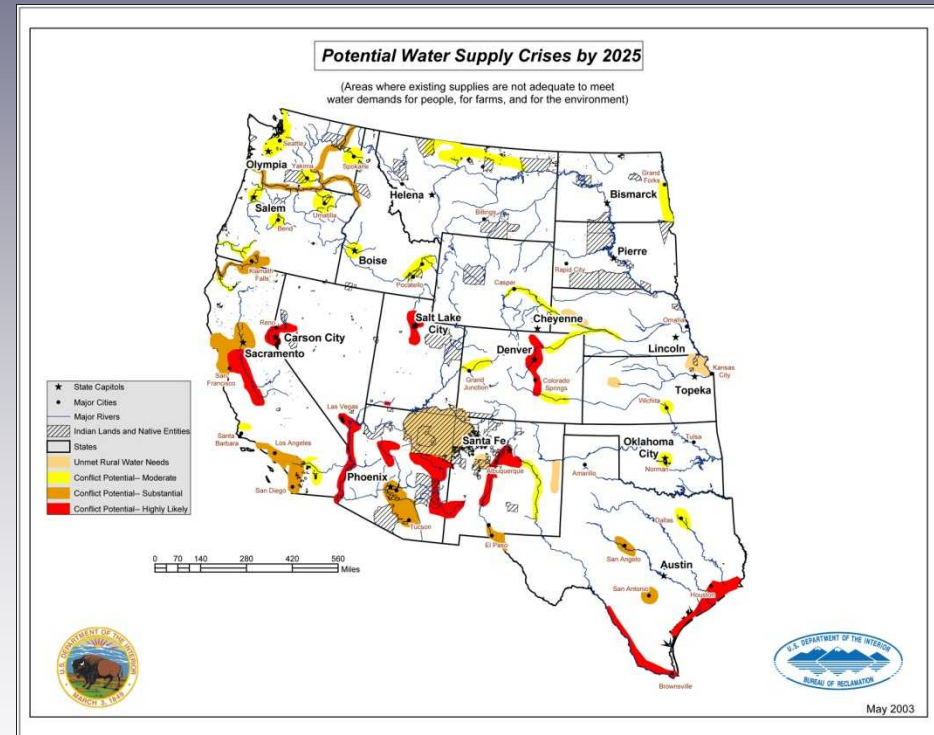 Potential Water Supply Crises by 2025
(Areas where existing supplies are not adequate to meet
water demands for people, for farms, and for the environment)
Seattle
Olympia
Yakima
Spokane
Salem
Umatilla
Bend
Helena
Billings
Bismarck
Grand
Forks
Pierre
Rapid City
Boise
Pocatello
Klamath
Falls
Casper
Cheyenne
Omaha
Lincoln
Reno
Carson City
Salt Lake
City
Sacramento
San
Francisco
Denver
Grand
Junction
Colorado
Springs
Kansas
City
Topeka
Wichita
Las Vegas
Santa
Barbara
Los Angeles
San Diego
Phoenix
Tucson
Santa Fe
Albuquerque
Amarillo
Oklahoma
City
Tulsa
Norman
El Paso
Dallas
San Angelo
Austin
San Antonio
Houston
Brownsville
State Capitols
Major Cities
Major Rivers
Indian Lands and Native Entities
States
Unmet Rural Water Needs
Conflict Potential-- Moderate
Conflict Potential-- Substantial
Conflict Potential-- Highly Likely
0 70 140 280 420 560
Miles
U.S. DEPARTMENT OF THE INTERIOR
MARCH 3, 1849
U.S. DEPARTMENT OF THE INTERIOR
BUREAU OF RECLAMATION
May 2003